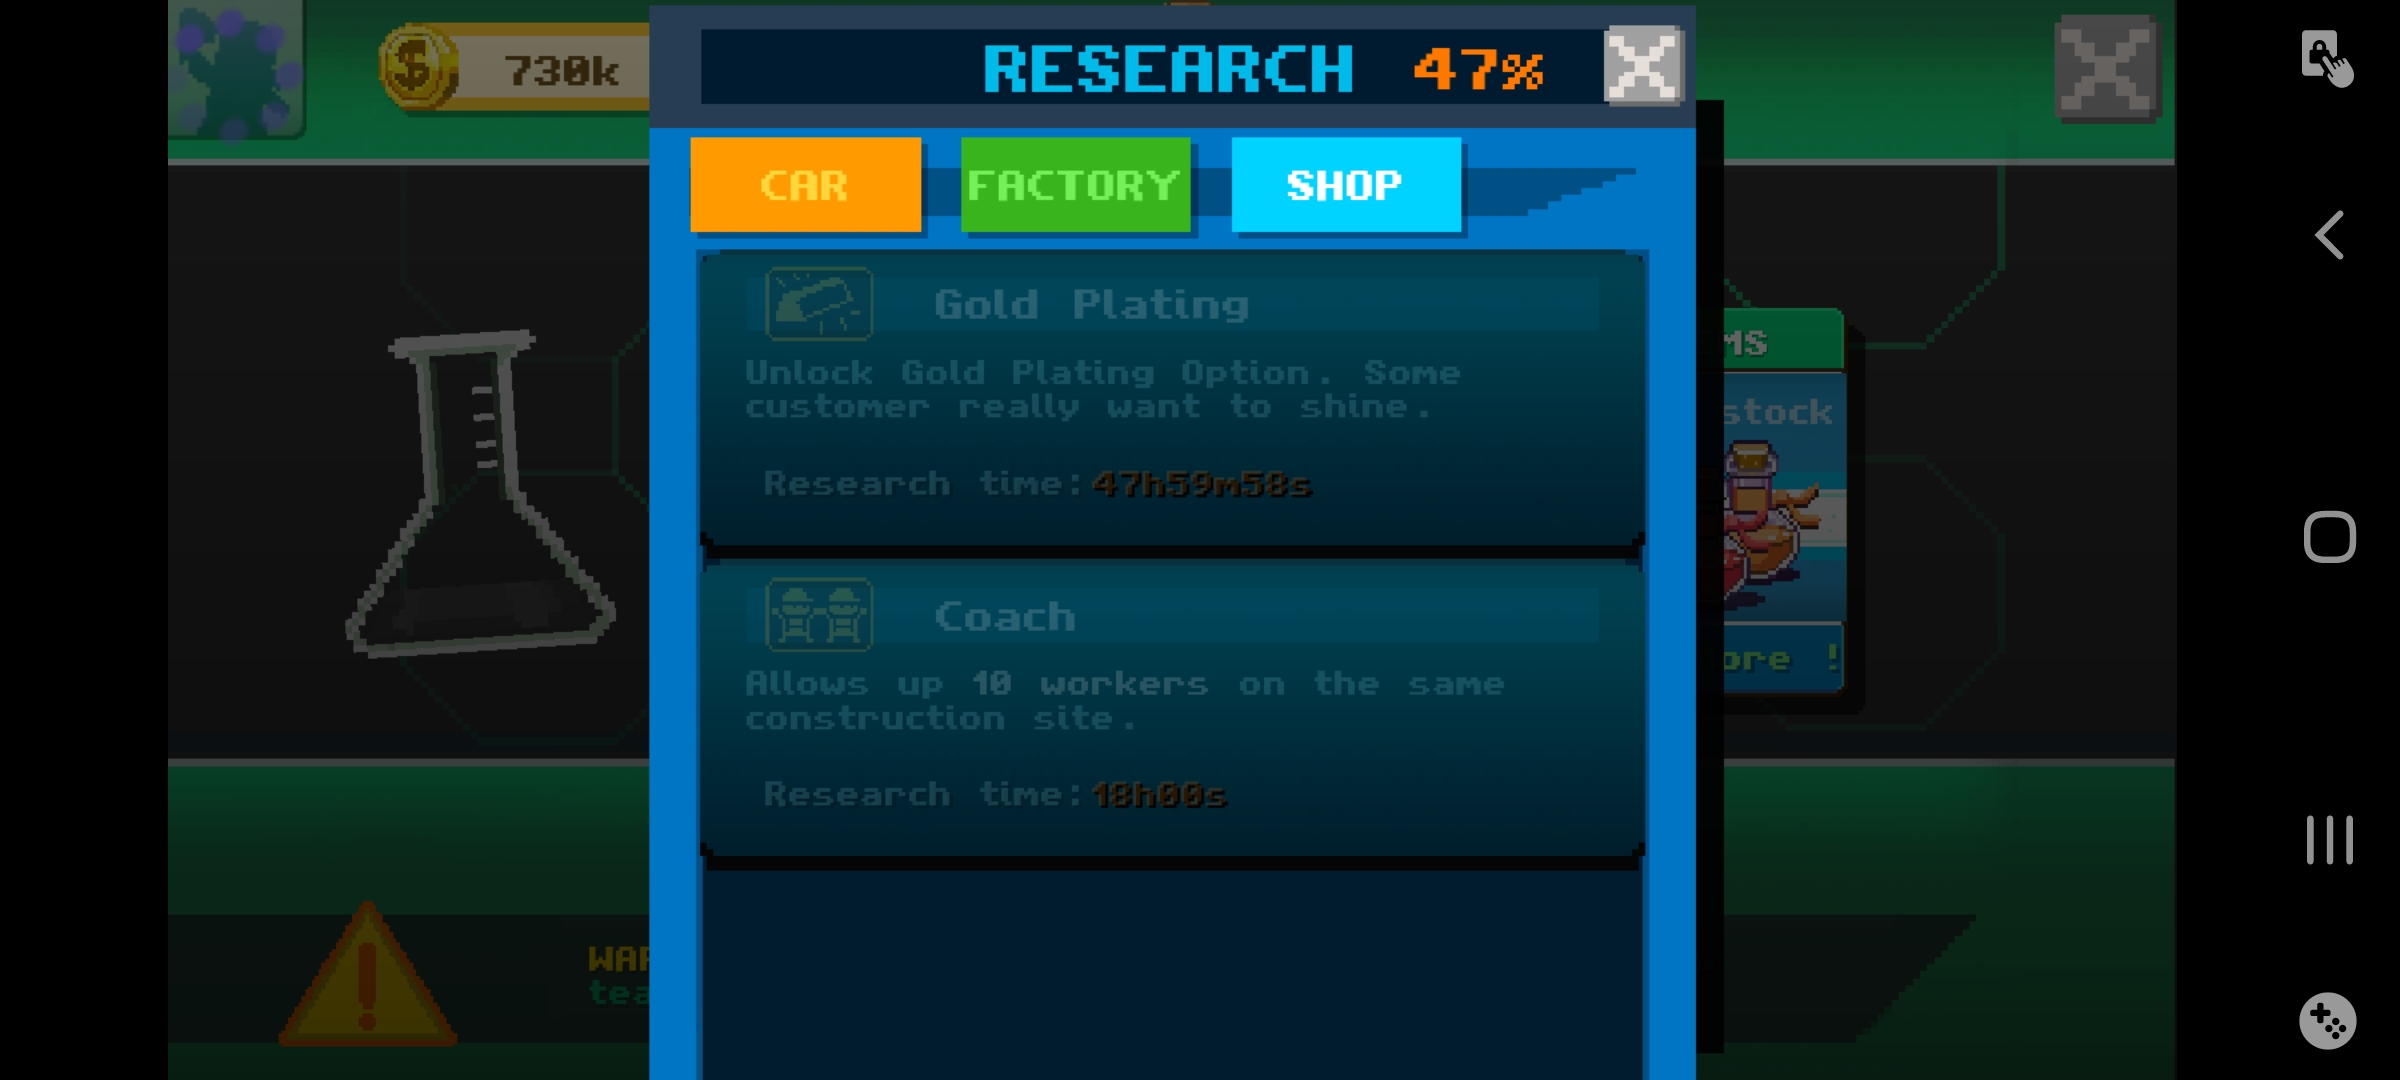 730k
RESEARCH 47%
CAR
FACTORY
SHOP
Gold Plating
Unlock Gold Plating Option. Some
customer really want to shine.
Research time:47h59m58s
Coach
Allows up 10 workers on the same
construction site.
Research time:18h00s
MS
stock
ore !
WAR
tea